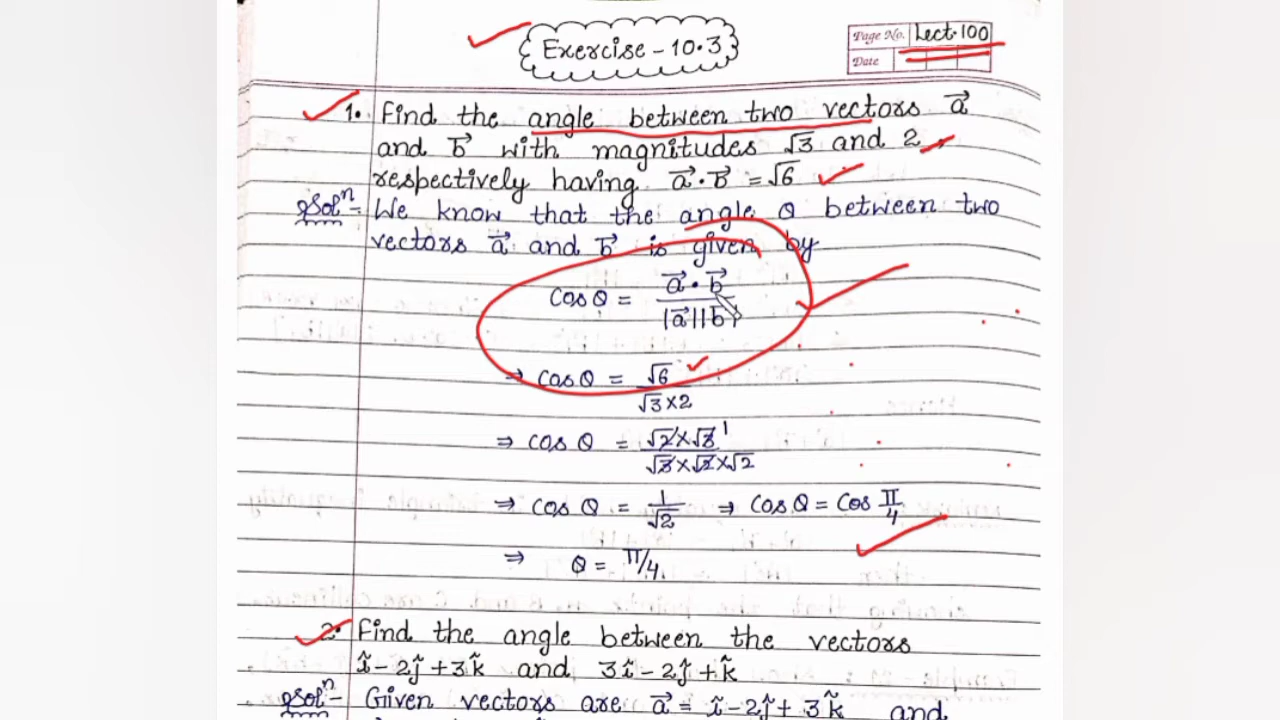 Exercise - 10.3
Page No. Lect. 100
Date
1. Find the angle between two vectors a⃗
and b⃗ with magnitudes √3 and 2
respectively having a⃗ · b⃗ = √6
Solⁿ- We know that the angle θ between two
vectors a⃗ and b⃗ is given by
cos θ = a⃗ · b⃗ / |a⃗||b⃗|
⇒ cos θ = √6 / √3 × 2
⇒ cos θ = √2 × √3 1 / √3 × √2 × √2
⇒ cos θ = 1/√2 ⇒ cos θ = cos π/4
⇒ θ = π/4.
2. Find the angle between the vectors
î - 2ĵ + 3k̂ and 3î - 2ĵ + k̂
Solⁿ- Given vectors are a⃗ = î - 2ĵ + 3k̂ and